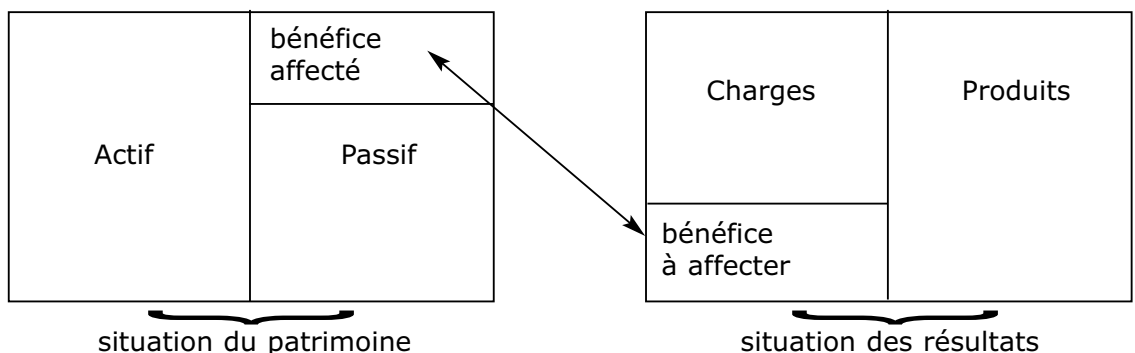 bénéfice
affecté
Actif
Passif
situation du patrimoine
Charges
Produits
bénéfice
à affecter
situation des résultats